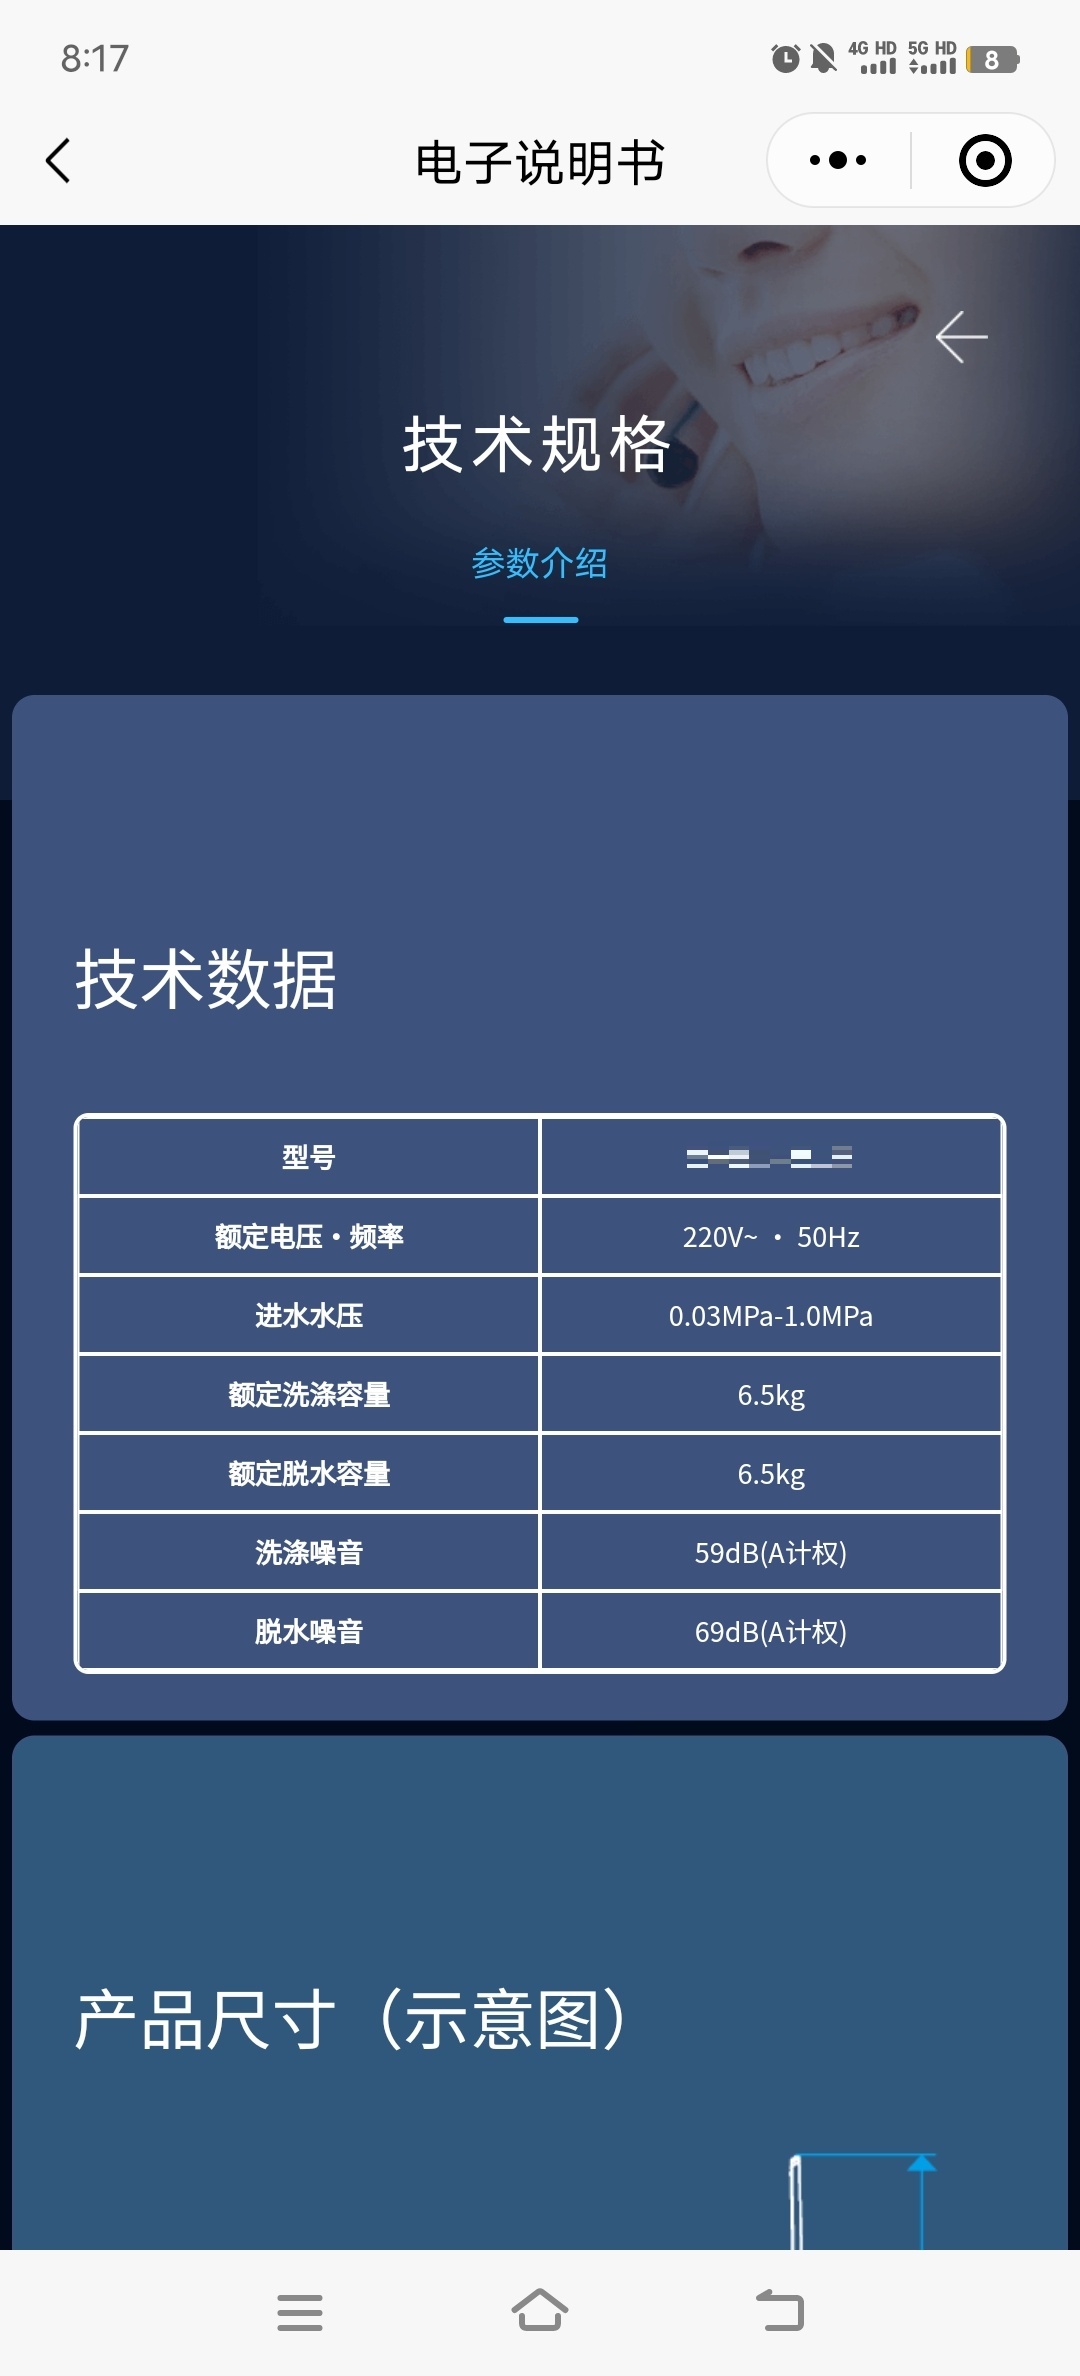 8:17
4G HD 5G HD 8
电子说明书
技术规格
参数介绍
技术数据
型号
额定电压·频率 220V~ · 50Hz
进水水压 0.03MPa-1.0MPa
额定洗涤容量 6.5kg
额定脱水容量 6.5kg
洗涤噪音 59dB(A计权)
脱水噪音 69dB(A计权)
产品尺寸（示意图）